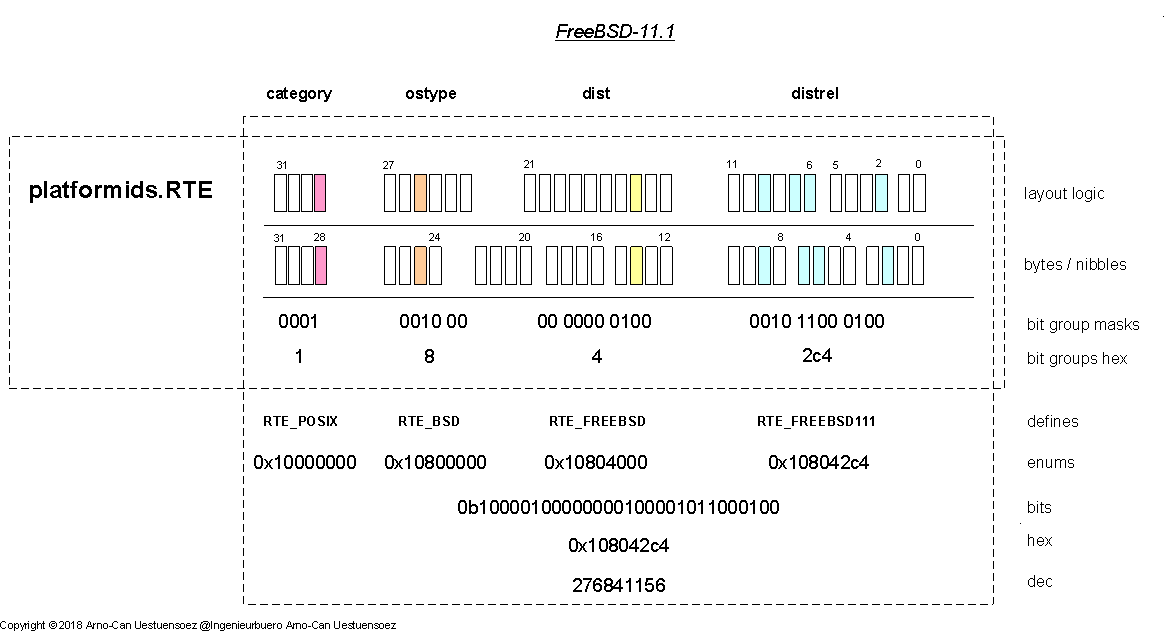 FreeBSD-11.1
category ostype dist distrel
31 27 21 11 6 5 2 0
platformids.RTE layout logic
31 28 24 20 16 12 8 4 0
bytes / nibbles
0001 0010 00 00 0000 0100 0010 1100 0100 bit group masks
1 8 4 2c4 bit groups hex
RTE_POSIX RTE_BSD RTE_FREEBSD RTE_FREEBSD111 defines
0x10000000 0x10800000 0x10804000 0x108042c4 enums
0b10000100000000100001011000100 bits
0x108042c4 hex
276841156 dec
Copyright ©2018 Arno-Can Uestuensoez @Ingenieurbuero Arno-Can Uestuensoez